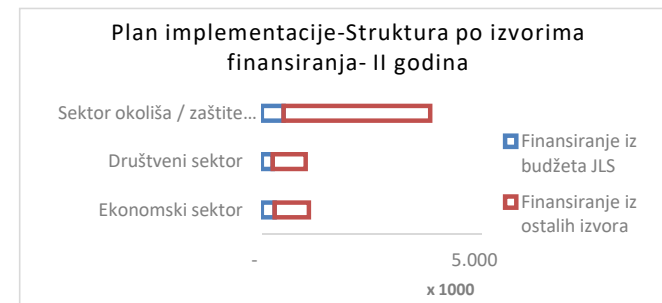 Plan implementacije-Struktura po izvorima
finansiranja- II godina
Sektor okoliša / zaštite...
Društveni sektor
Ekonomski sektor
Finansiranje iz
budžeta JLS
Finansiranje iz
ostalih izvora
-
5.000
x 1000